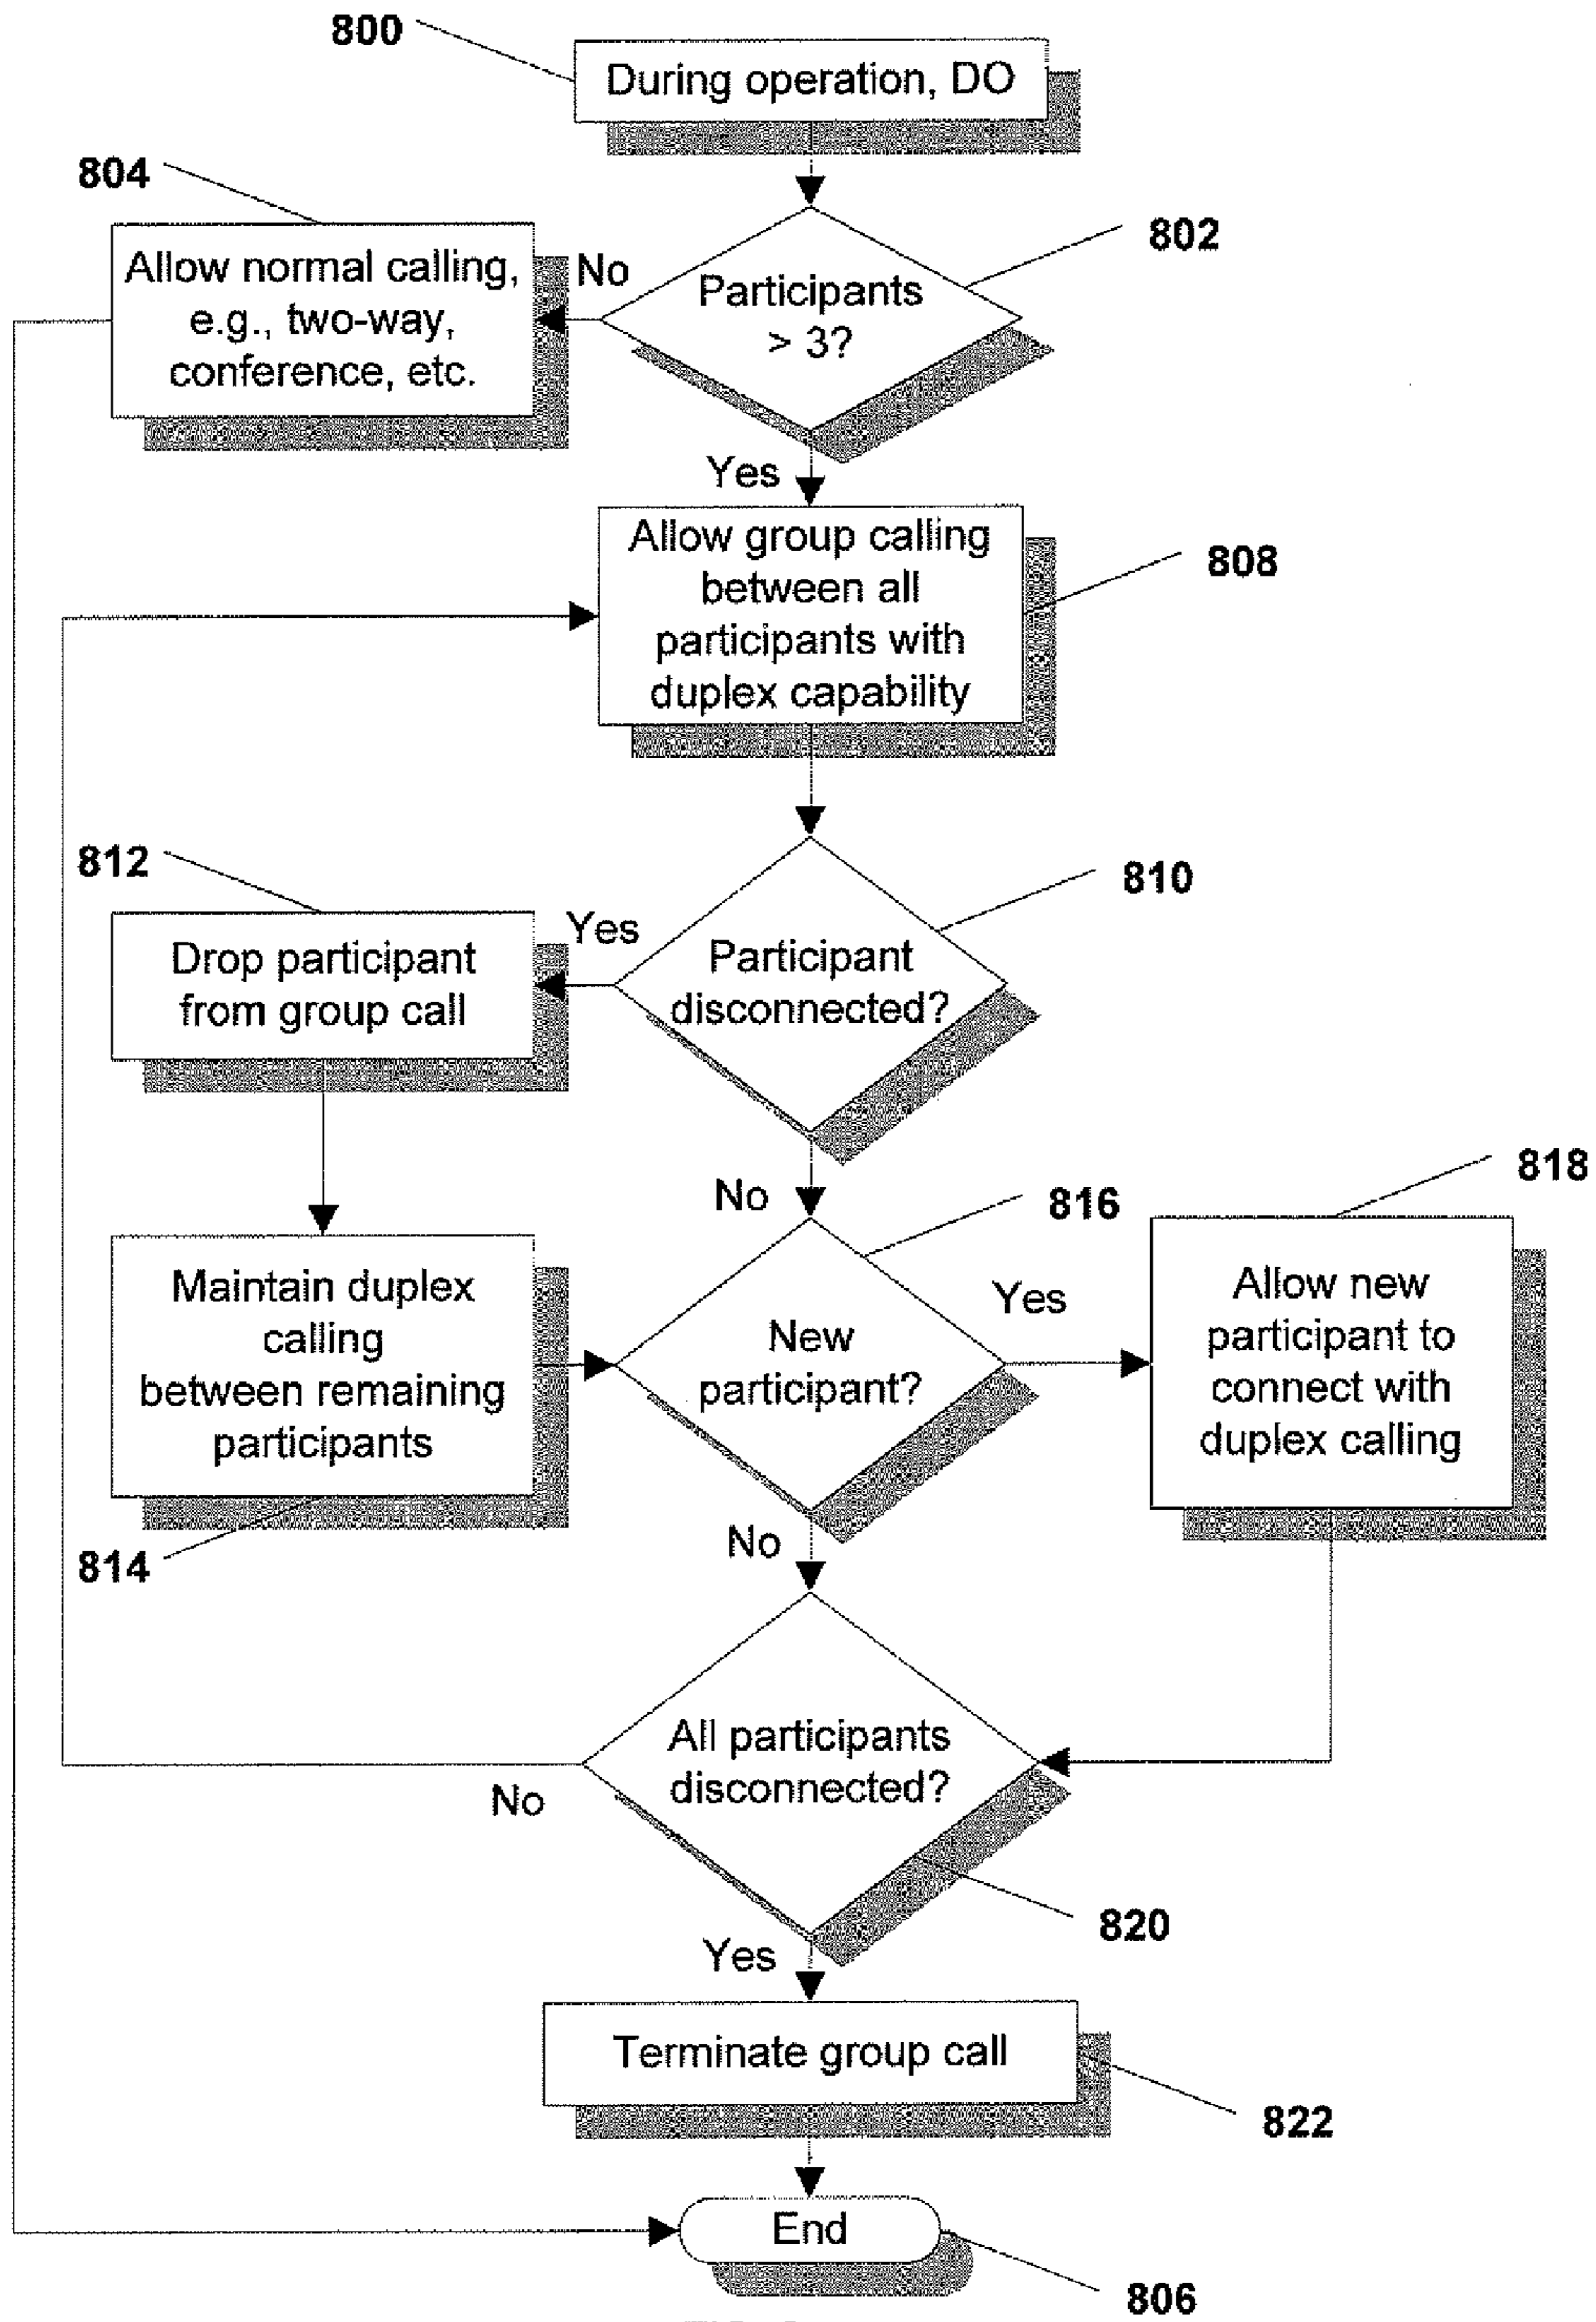 800
During operation, DO
804
802
Allow normal calling,
e.g., two-way,
conference, etc.
No
Participants
> 3?
Yes
Allow group calling
between all
participants with
duplex capability
808
812
810
Drop participant
from group call
Yes
Participant
disconnected?
No
816
818
Maintain duplex
calling
between remaining
participants
New
participant?
Yes
Allow new
participant to
connect with
duplex calling
814
No
All participants
disconnected?
No
820
Yes
Terminate group call
822
End
806